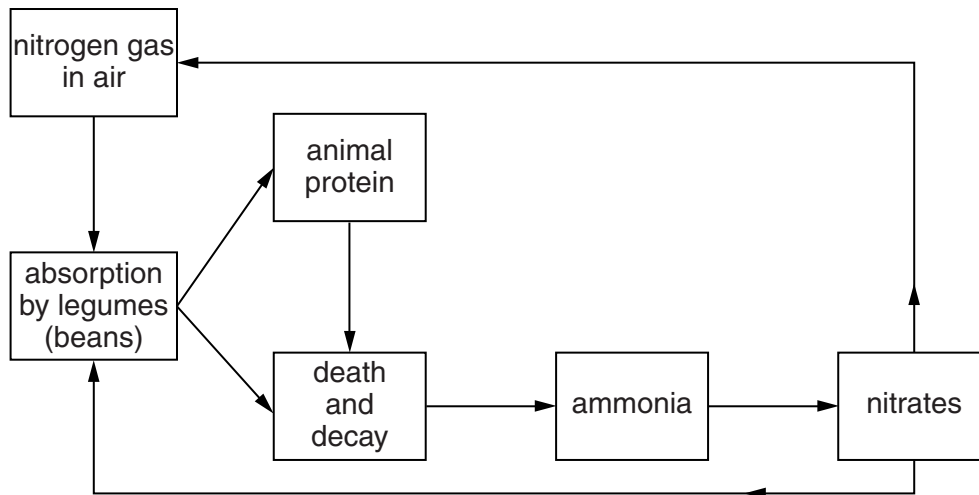 nitrogen gas
in air
animal
protein
absorption
by legumes
(beans)
death
and
decay
ammonia
nitrates